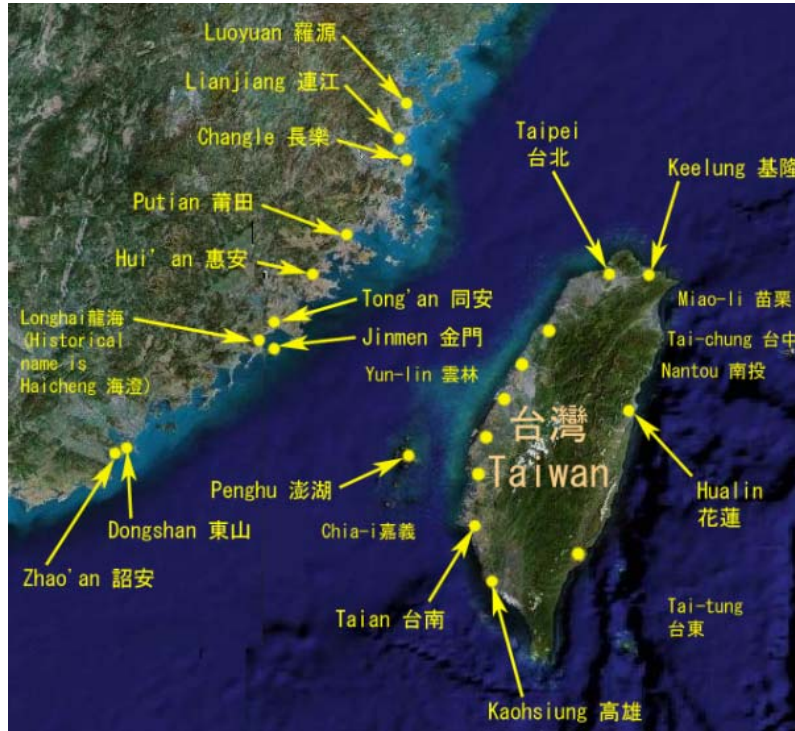 Luoyuan 羅源
Lianjiang 連江
Changle 長樂
Taipei
台北
Keelung 基隆
Putian 莆田
Hui'an 惠安
Tong'an 同安
Longhai龍海
(Historical
name is
Haicheng 海澄)
Jinmen 金門
Miao-li 苗栗
Tai-chung 台中
Nantou 南投
Yun-lin 雲林
台灣
Taiwan
Penghu 澎湖
Hualin
花蓮
Dongshan 東山
Chia-i嘉義
Zhao'an 詔安
Taian 台南
Tai-tung
台東
Kaohsiung 高雄